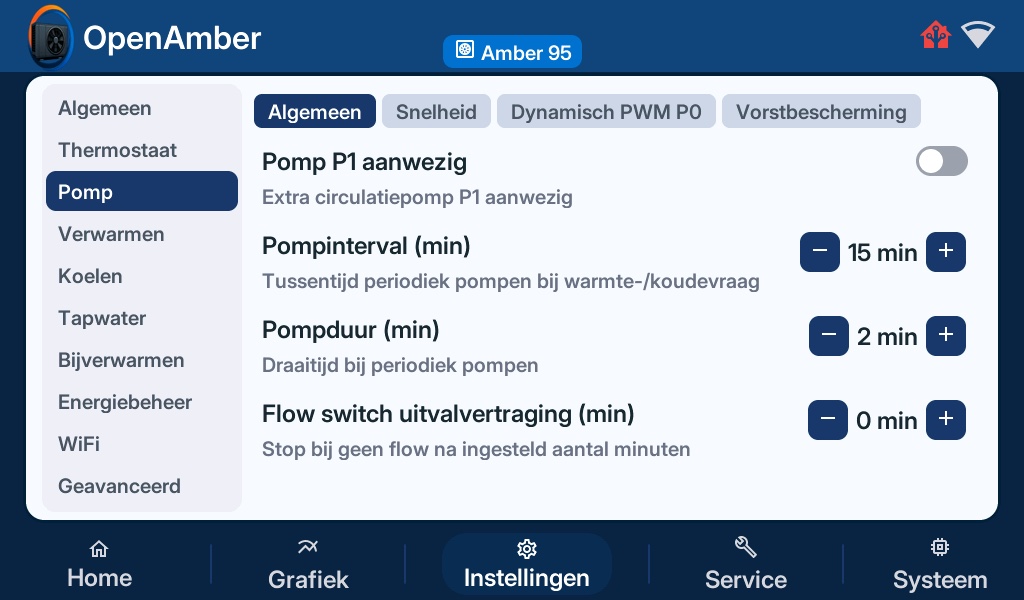 OpenAmber
Amber 95
Algemeen
Thermostaat
Pomp
Verwarmen
Koelen
Tapwater
Bijverwarmen
Energiebeheer
WiFi
Geavanceerd
Algemeen
Snelheid
Dynamisch PWM P0
Vorstbescherming
Pomp P1 aanwezig
Extra circulatiepomp P1 aanwezig
Pompinterval (min)
Tussentijd periodiek pompen bij warmte-/koudevraag
− 15 min +
Pompduur (min)
Draaitijd bij periodiek pompen
− 2 min +
Flow switch uitvalvertraging (min)
Stop bij geen flow na ingesteld aantal minuten
− 0 min +
Home
Grafiek
Instellingen
Service
Systeem